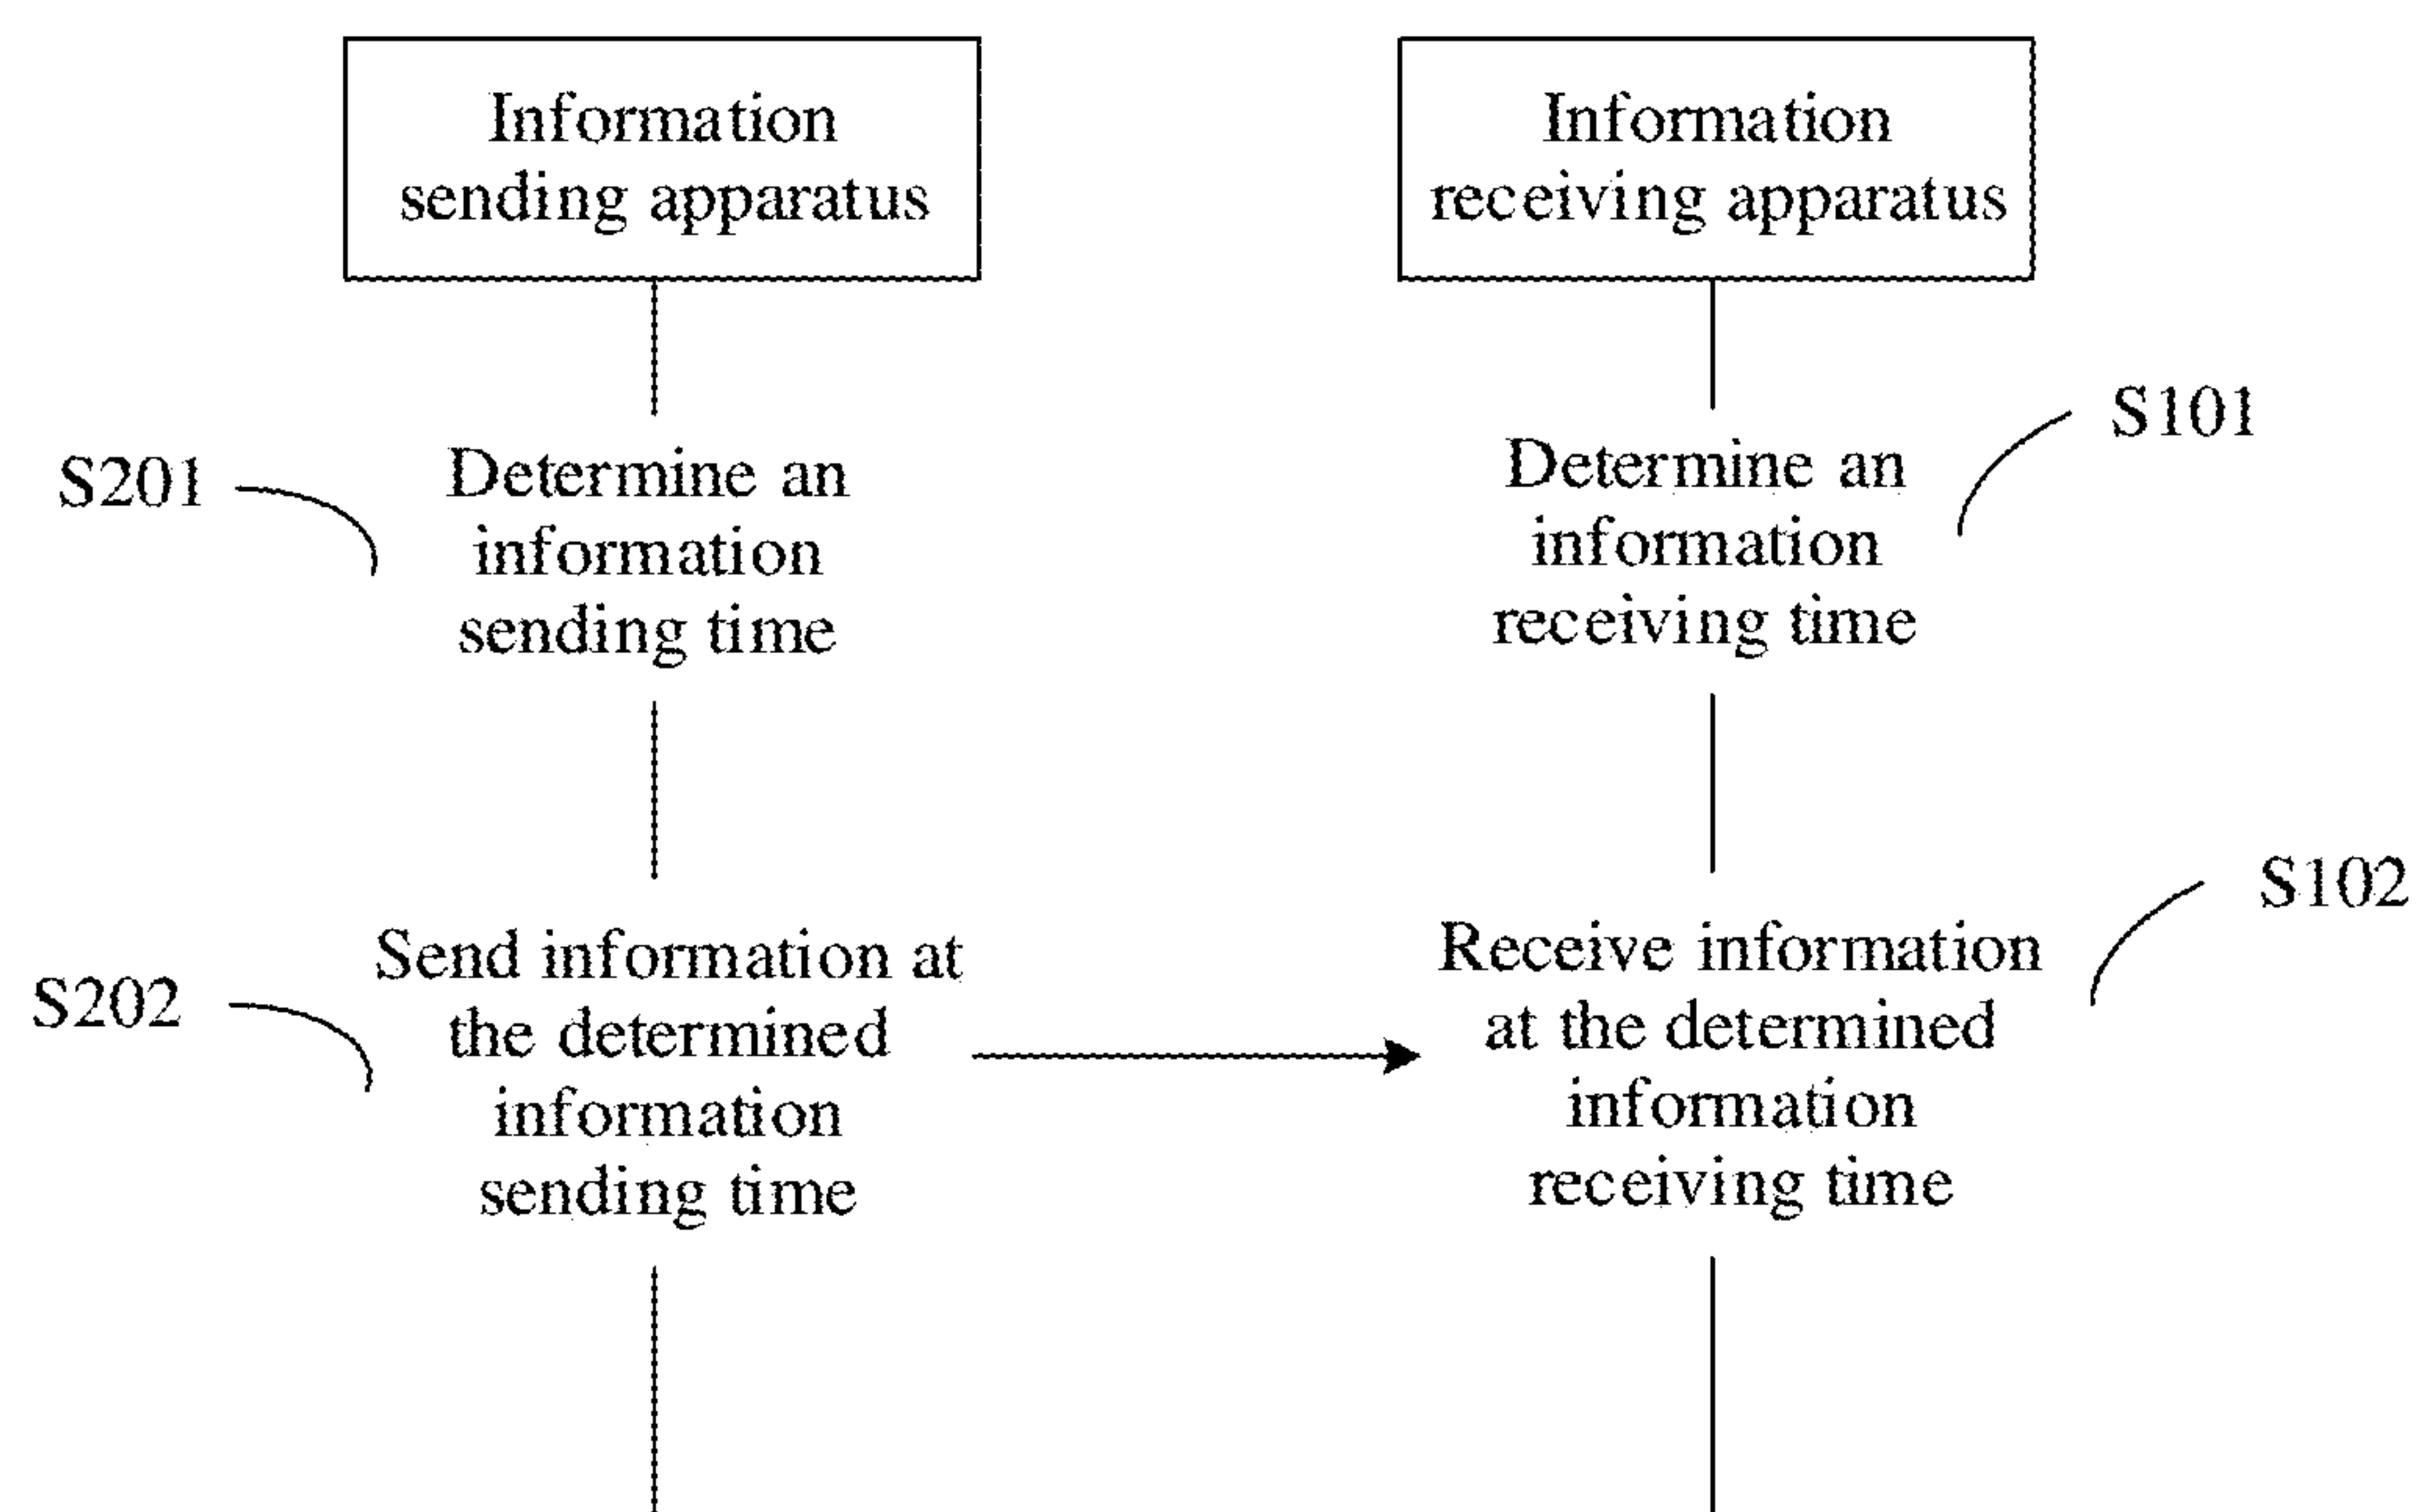 Information
sending apparatus
Information
receiving apparatus
S201
Determine an
information
sending time
Determine an
information
receiving time
S101
S202
Send information at
the determined
information
sending time
Receive information
at the determined
information
receiving time
S102